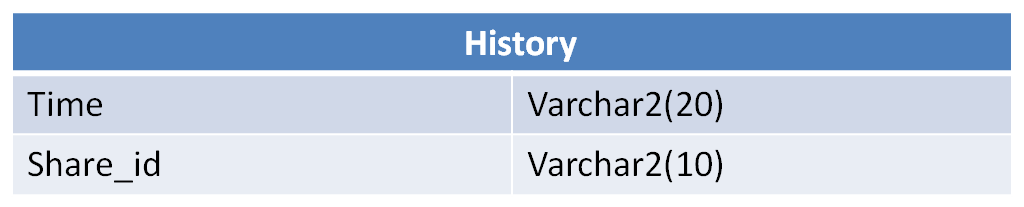 History
Time Varchar2(20)
Share_id Varchar2(10)